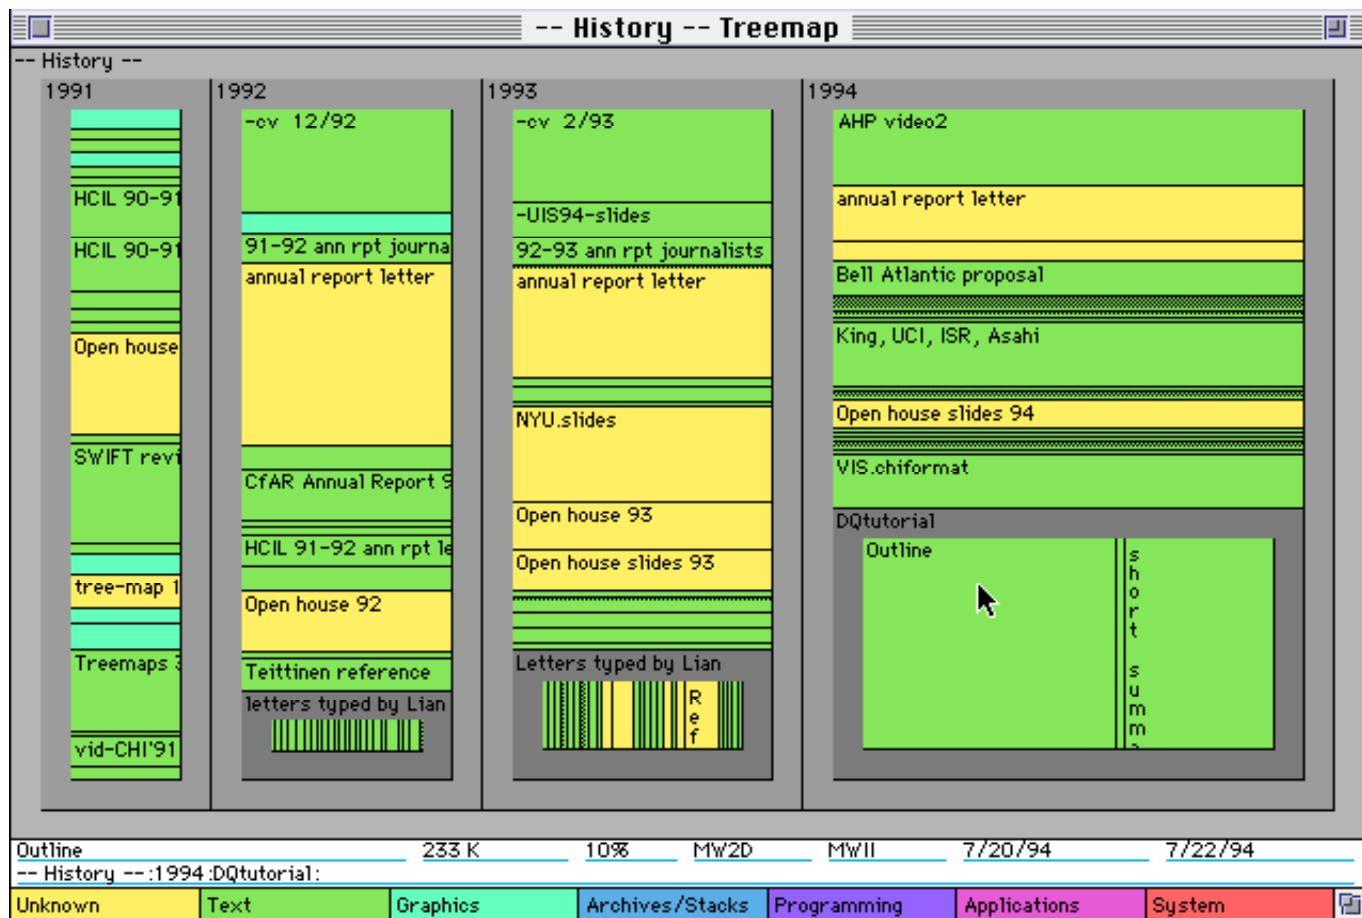 -- History -- Treemap
-- History --
1991
HCIL 90-91
HCIL 90-91
Open house
SWIFT revi
tree-map 1
Treemaps
vid-CHI'91
1992
-cv 12/92
91-92 ann rpt journa
annual report letter
CfAR Annual Report 9
HCIL 91-92 ann rpt le
Open house 92
Teittinen reference
letters typed by Lian
1993
-cv 2/93
-UIS94-slides
92-93 ann rpt journalists
annual report letter
NYU.slides
Open house 93
Open house slides 93
Letters typed by Lian
Ref
1994
AHP video2
annual report letter
Bell Atlantic proposal
King, UCI, ISR, Asahi
Open house slides 94
VIS.chiformat
DQtutorial
Outline
short summ
Outline 233 K 10% MW2D MWII 7/20/94 7/22/94
-- History --:1994:DQtutorial:
Unknown Text Graphics Archives/Stacks Programming Applications System